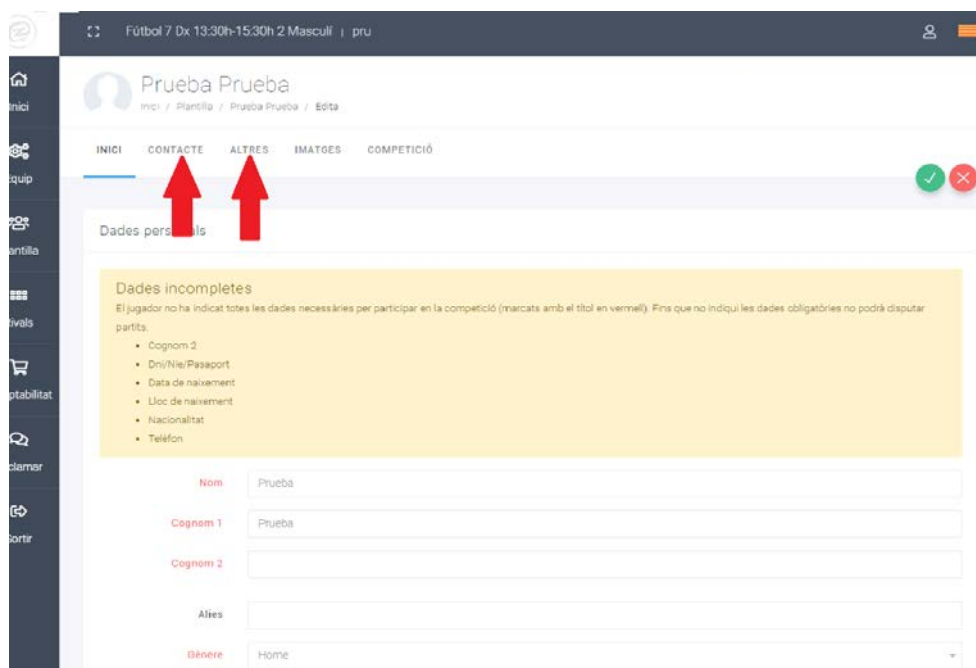 Fútbol 7 Dx 13:30h-15:30h 2 Masculí | pru
Prueba Prueba
Inici / Plantilla / Prueba Prueba / Edita
Inici
INICI CONTACTE ALTRES IMATGES COMPETICIÓ
Equip
antilla
Dades pers als
ivals
ptabilitat
clamar
Sortir
Dades incompletes
El jugador no ha indicat totes les dades necessàries per participar en la competició (marcats amb el títol en vermell). Fins que no indiqui les dades obligatòries no podrà disputar
partits.
• Cognom 2
• Dni/Nie/Pasaport
• Data de naixement
• Lloc de naixement
• Nacionalitat
• Telèfon
Nom Prueba
Cognom 1 Prueba
Cognom 2
Alies
Gènere Home